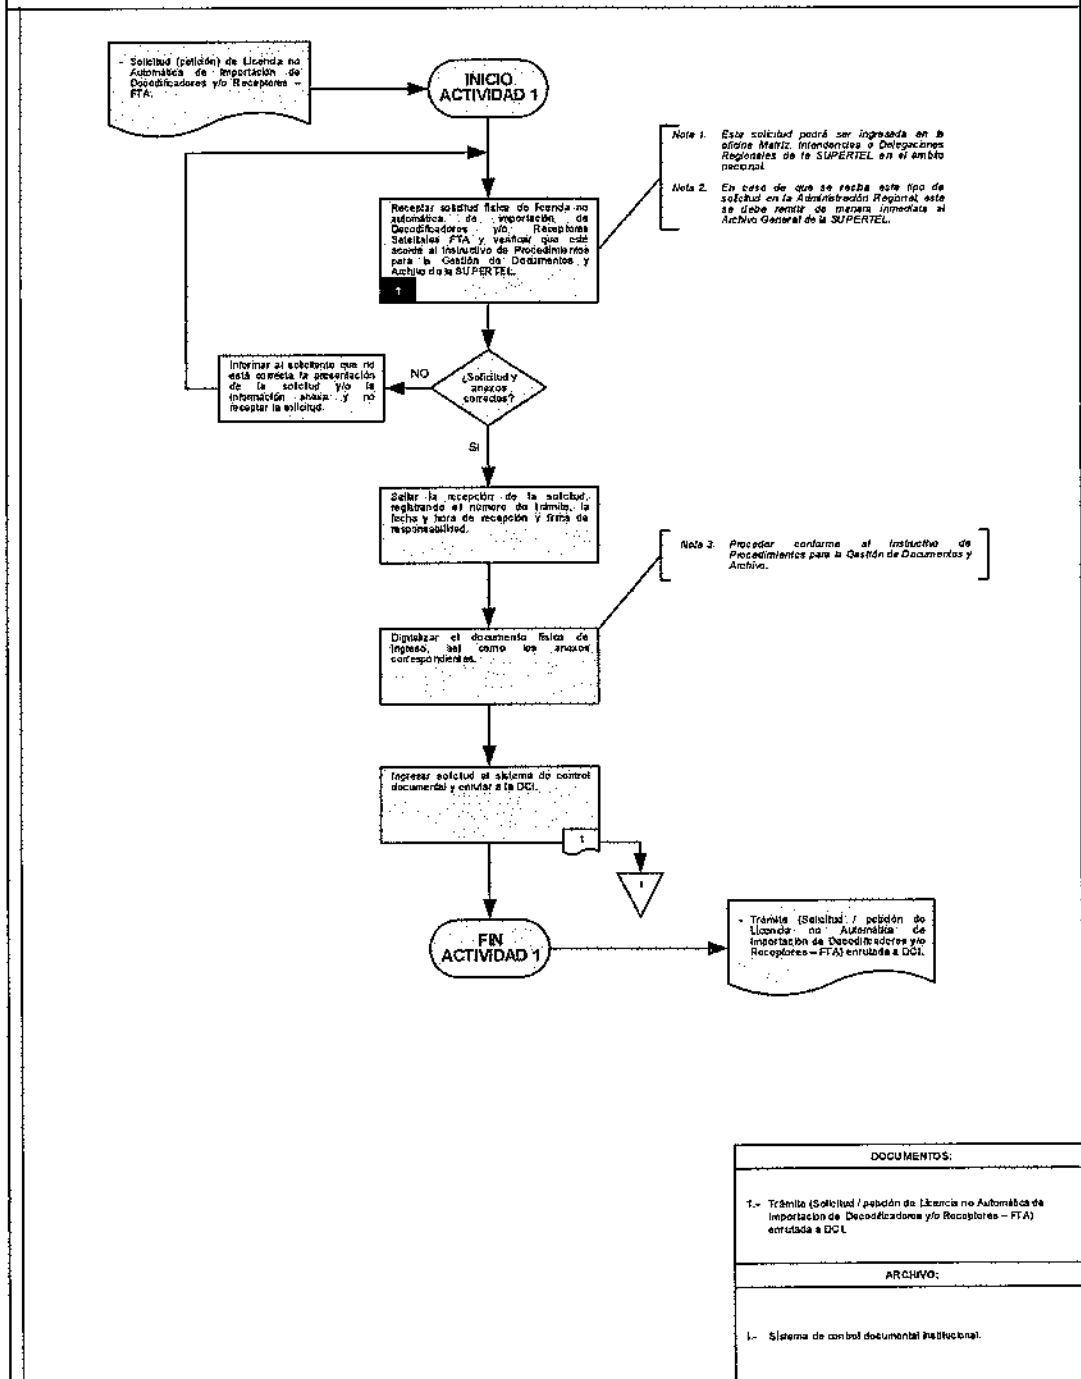 - Solicitud (petición) de Licencia no
Automática de Importación de
Decodificadores y/o Receptores –
FTA.
INICIO
ACTIVIDAD 1
Nota 1. Esta solicitud podrá ser ingresada en la
oficina Matriz, Intendencias o Delegaciones
Regionales de la SUPERTEL en el ámbito
nacional.
Nota 2. En caso de que se reciba este tipo de
solicitud en la Administración Regional, este
se debe remitir de manera inmediata al
Archivo General de la SUPERTEL.
Receptar solicitud física de licencia no
automática de importación de
Decodificadores y/o Receptores
Satelitales FTA y verificar que esté
acorde al Instructivo de Procedimientos
para la Gestión de Documentos y
Archivo de la SUPERTEL.
1
Informar al solicitante que no
está correcta la presentación
de la solicitud y/o la
información anexa y no
receptar la solicitud.
NO
¿Solicitud y
anexos
correctos?
SI
Sellar la recepción de la solicitud,
registrando el número de trámite, la
fecha y hora de recepción y firma de
responsabilidad.
Nota 3. Proceder conforme al Instructivo de
Procedimientos para la Gestión de Documentos y
Archivo.
Digitalizar el documento físico de
ingreso, así como los anexos
correspondientes.
Ingresar solicitud al sistema de control
documental y enrutar a la DCI.
1
FIN
ACTIVIDAD 1
- Trámite (Solicitud / petición de
Licencia no Automática de
Importación de Decodificadores y/o
Receptores – FTA) enrutada a DCI.
DOCUMENTOS:
1.- Trámite (Solicitud / petición de Licencia no Automática de
Importación de Decodificadores y/o Receptores – FTA)
enrutada a DCI.
ARCHIVO:
Sistema de control documental institucional.